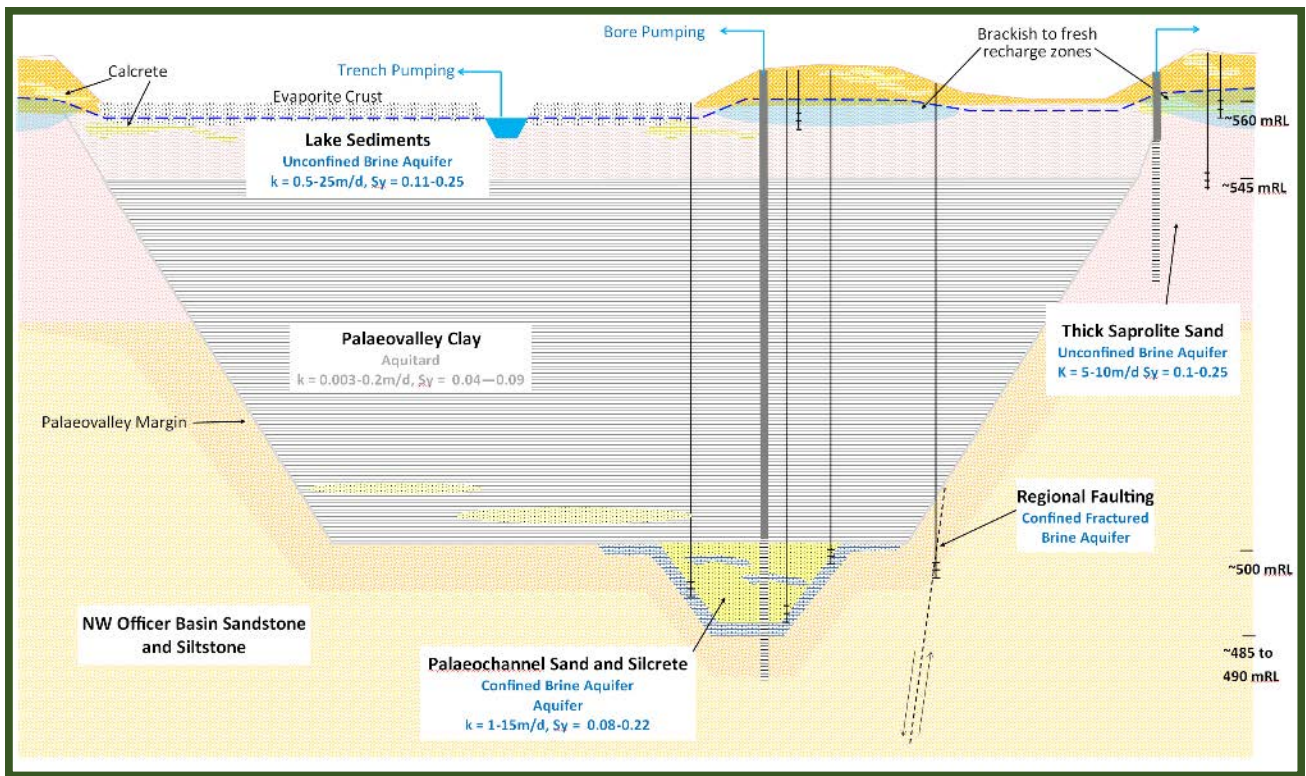 Bore Pumping
Brackish to fresh
recharge zones
Calcrete
Trench Pumping
Evaporite Crust
~560 mRL
Lake Sediments
Unconfined Brine Aquifer
k = 0.5-25m/d, Sy = 0.11-0.25
~545 mRL
Palaeovalley Clay
Aquitard
k = 0.003-0.2m/d, Sy = 0.04—0.09
Thick Saprolite Sand
Unconfined Brine Aquifer
K = 5-10m/d Sy = 0.1-0.25
Palaeovalley Margin
Regional Faulting
Confined Fractured
Brine Aquifer
~500 mRL
NW Officer Basin Sandstone
and Siltstone
Palaeochannel Sand and Silcrete
Confined Brine Aquifer
Aquifer
k = 1-15m/d, Sy = 0.08-0.22
~485 to
490 mRL